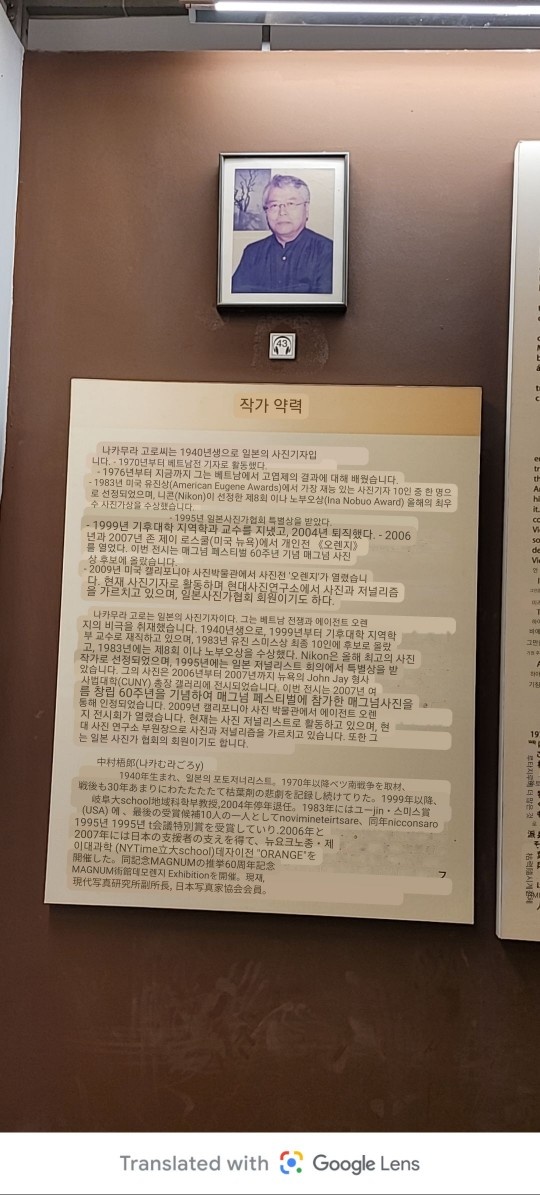 43
작가 약력
나카무라 고로씨는 1940년생으로 일본의 사진기자입
니다. - 1970년부터 베트남전 기자로 활동했다.
- 1976년부터 지금까지 그는 베트남에서 고엽제의 결과에 대해 배웠습니다.
- 1983년 미국 유진상(American Eugene Awards)에서 가장 재능 있는 사진기자 10인 중 한 명으
로 선정되었으며, 니콘(Nikon)이 선정한 제8회 이나 노부오상(Ina Nobuo Award) 올해의 최우
수 사진가상을 수상했습니다.
- 1995년 일본사진가협회 특별상을 받았다.
- 1999년 기후대학 지역학과 교수를 지냈고, 2004년 퇴직했다. - 2006
년과 2007년 존 제이 로스쿨(미국 뉴욕)에서 개인전 《오렌지》
를 열었다. 이번 전시는 매그넘 페스티벌 60주년 기념 매그넘 사진
상 후보에 올랐습니다.
- 2009년 미국 캘리포니아 사진박물관에서 사진전 '오렌지'가 열렸습니
다. 현재 사진기자로 활동하며 현대사진연구소에서 사진과 저널리즘
을 가르치고 있으며, 일본사진가협회 회원이기도 하다.
나카무라 고로는 일본의 사진기자이다. 그는 베트남 전쟁과 에이전트 오렌
지의 비극을 취재했습니다. 1940년생으로, 1999년부터 기후대학 지역학
부 교수로 재직하고 있으며, 1983년 유진 스미스상 최종 10인에 후보로 올랐
고, 1983년에는 제8회 이나 노부오상을 수상했다. Nikon은 올해 최고의 사진
작가로 선정되었으며, 1995년에는 일본 저널리스트 회의에서 특별상을 받
았습니다. 그의 사진은 2006년부터 2007년까지 뉴욕의 John Jay 형사
사법대학(CUNY) 총장 갤러리에 전시되었습니다. 이번 전시는 2007년 여
름 창립 60주년을 기념하여 매그넘 페스티벌에 참가한 매그넘사진을
통해 인정되었습니다. 2009년 캘리포니아 사진 박물관에서 에이전트 오렌
지 전시회가 열렸습니다. 현재는 사진 저널리스트로 활동하고 있으며, 현
대 사진 연구소 부원장으로 사진과 저널리즘을 가르치고 있습니다. 또한 그
는 일본 사진가 협회의 회원이기도 합니다.
中村梧郎(나카むらごろy)
1940年生まれ、일본의 포토저너리스트。1970年以降ベツ南戦争を取材、
戦後も30年あまりにわたたたたて枯葉剤の悲劇を記録し続けてりた。1999年以降、
岐阜大school地域科学部教授,2004年停年退任。1983年にはユーjin・スミス賞
(USA) 에 、最後の受賞候補10人の一人としてnovimineteirtsare、同年nicconsaro
1995년 1995년 t会議特別賞を受賞していり.2006年と
2007年には日本の支援者の支えを得て、뉴요크노총・제
이대과학 (NYTime立大school)데자이전 "ORANGE"を
開催した。同記念MAGNUMの推挙60周年記念
MAGNUM術館데모렌지 Exhibitionを開催。現在,
現代写真研究所副所長, 日本写真家協会会員。
Translated with Google Lens